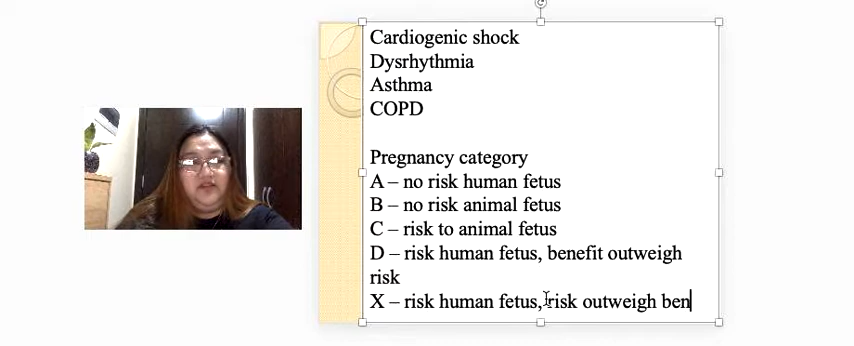 Cardiogenic shock
Dysrhythmia
Asthma
COPD
Pregnancy category
A – no risk human fetus
B – no risk animal fetus
C – risk to animal fetus
D – risk human fetus, benefit outweigh
risk
X – risk human fetus, risk outweigh ben